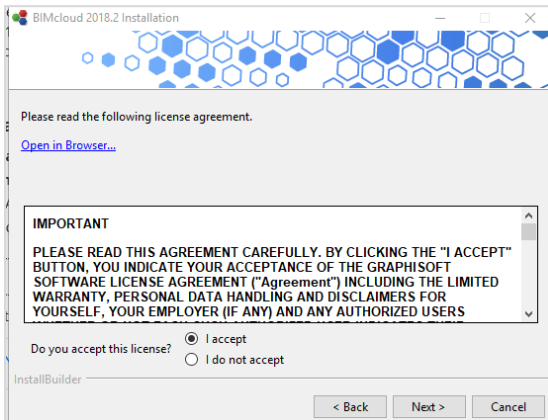 BIMcloud 2018.2 Installation
Please read the following license agreement.
Open in Browser...
IMPORTANT
PLEASE READ THIS AGREEMENT CAREFULLY. BY CLICKING THE "I ACCEPT"
BUTTON, YOU INDICATE YOUR ACCEPTANCE OF THE GRAPHISOFT
SOFTWARE LICENSE AGREEMENT ("Agreement") INCLUDING THE LIMITED
WARRANTY, PERSONAL DATA HANDLING AND DISCLAIMERS FOR
YOURSELF, YOUR EMPLOYER (IF ANY) AND ANY AUTHORIZED USERS
Do you accept this license?
I accept
I do not accept
InstallBuilder
< Back
Next >
Cancel